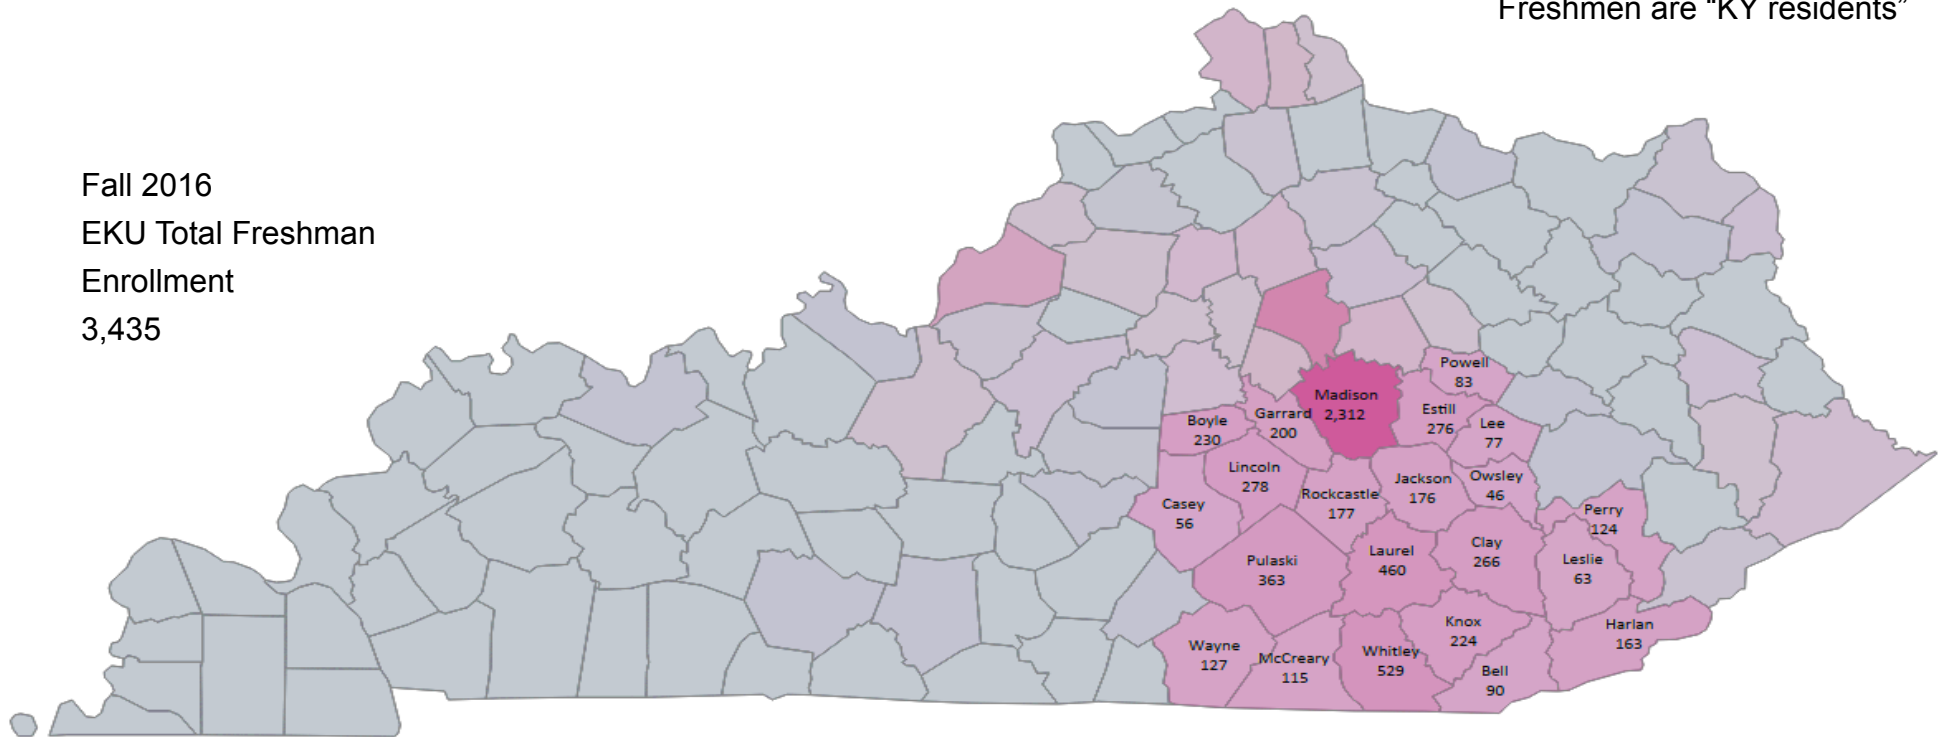 Freshmen are “KY residents”
Fall 2016
EKU Total Freshman
Enrollment
3,435
Powell
83
Madison
2,312
Estill
276
Lee
77
Garrard
200
Boyle
230
Lincoln
278
Jackson
176
Owsley
46
Rockcastle
177
Casey
56
Perry
124
Clay
266
Laurel
460
Leslie
63
Pulaski
363
Knox
224
Harlan
163
Wayne
127
McCreary
115
Whitley
529
Bell
90